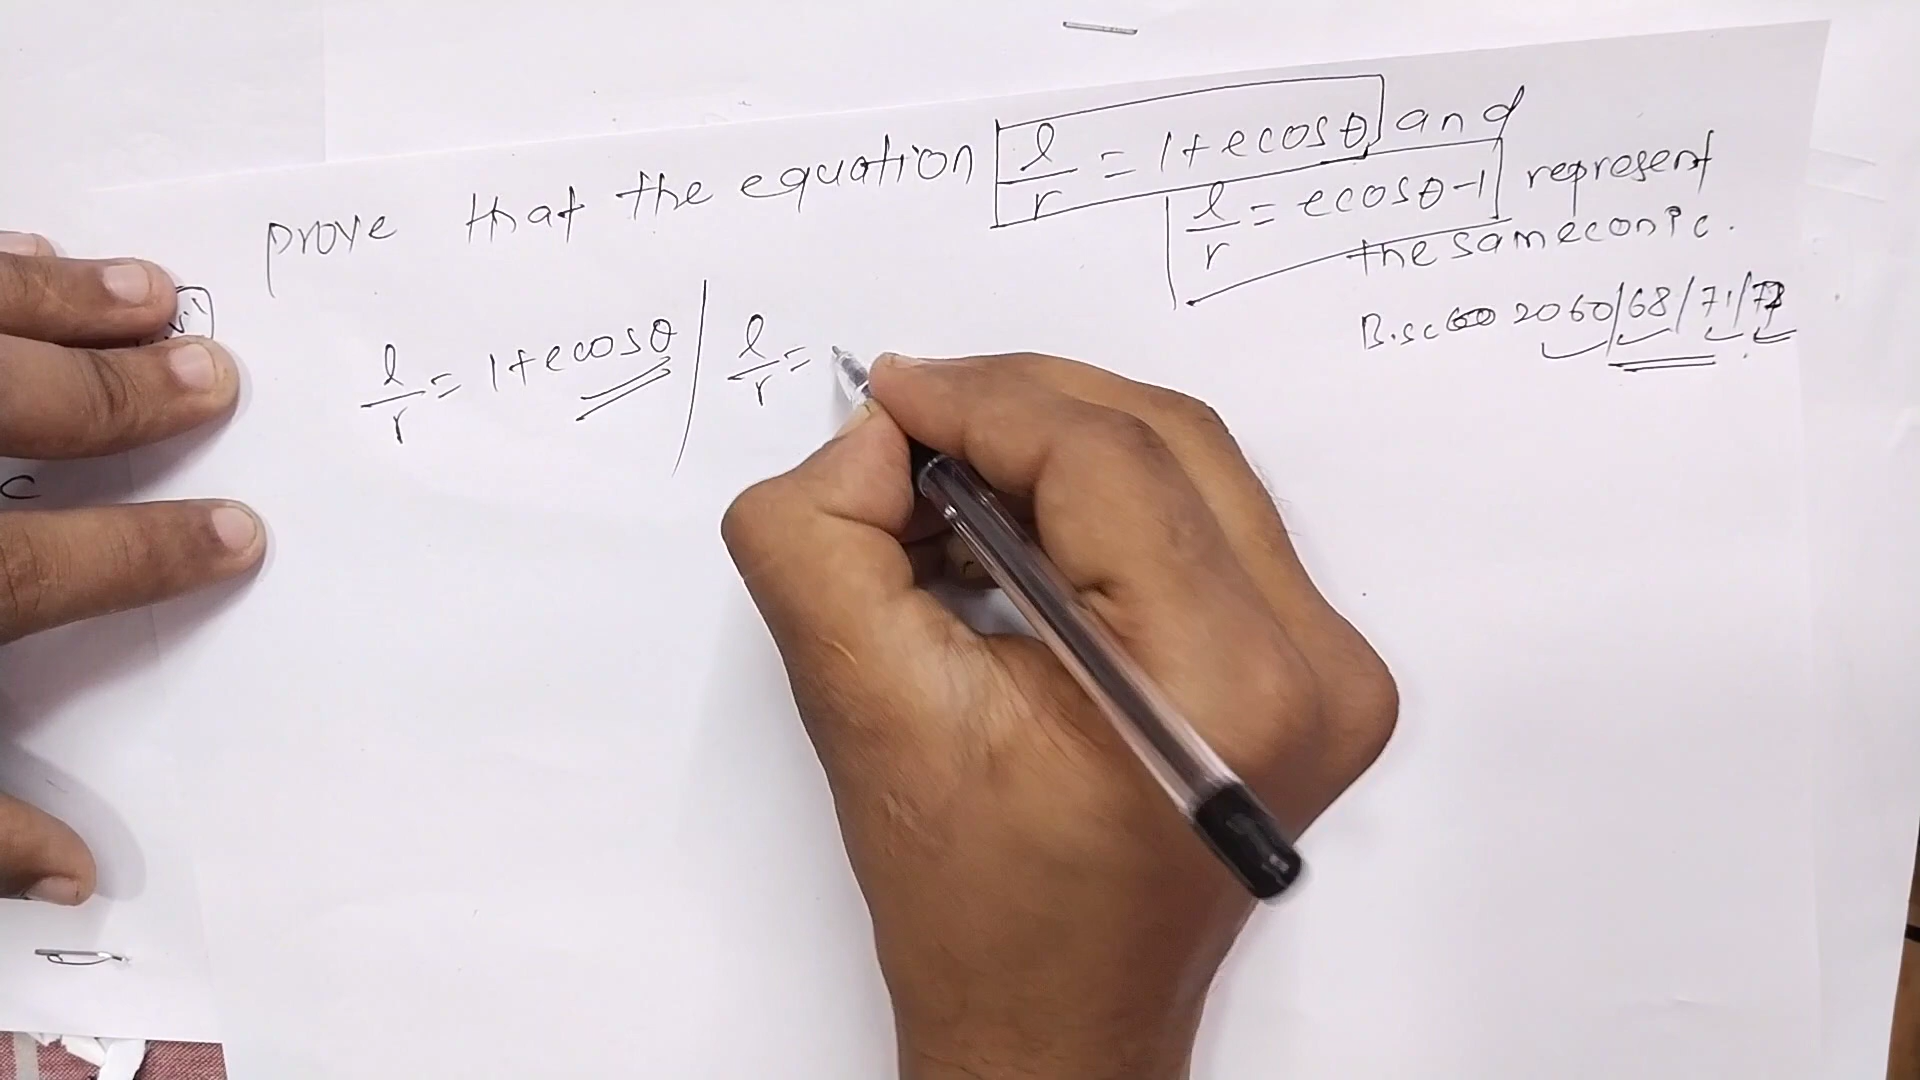 prove that the equation l/r = 1+ecosθ and
l/r = ecosθ-1 represent
the same conic.
B.sc 2060/68/71/72
l/r = 1+ecosθ / l/r =
c